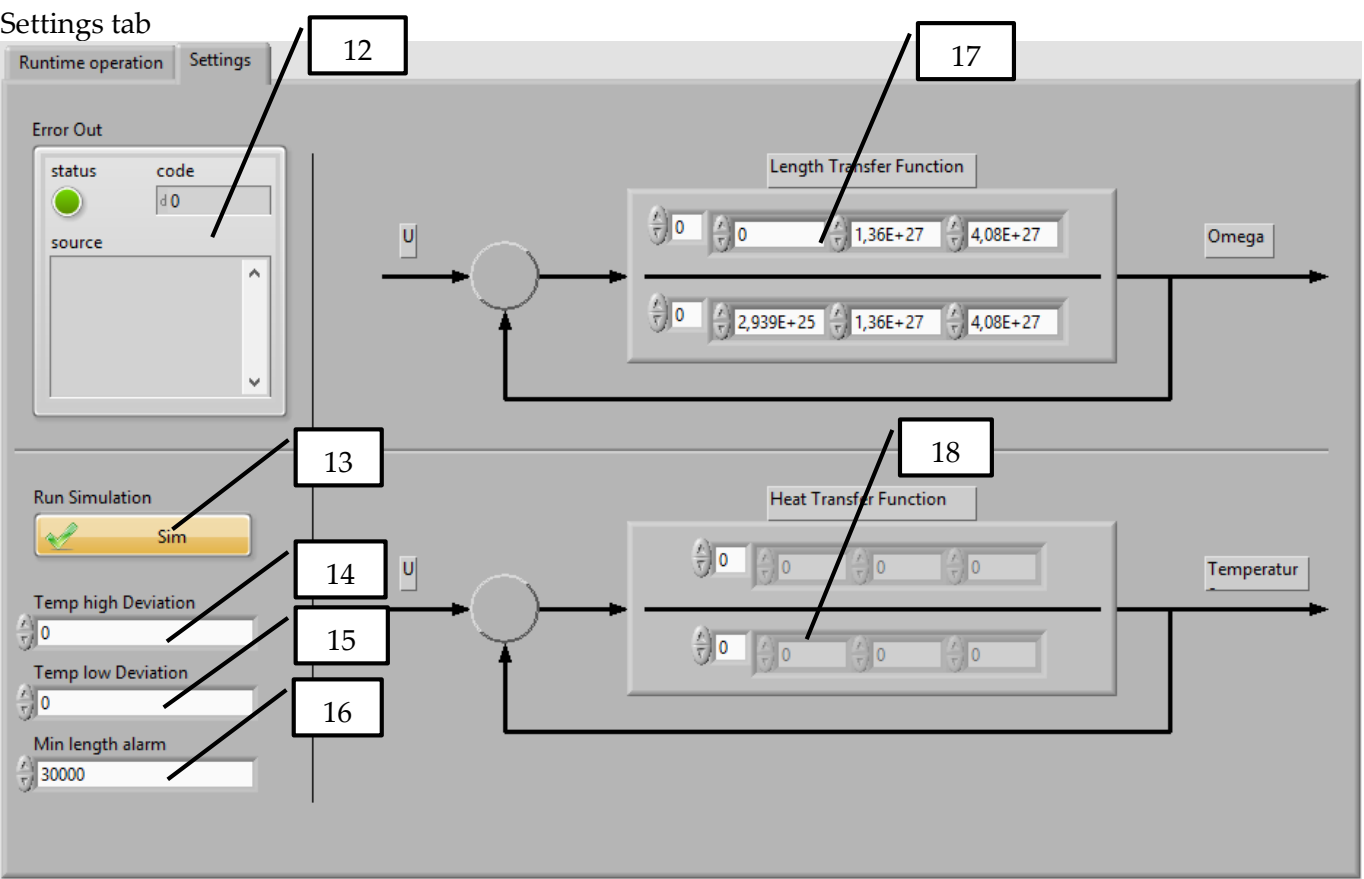 Settings tab
12
17
Runtime operation
Settings
Error Out
status
code
d 0
source
Length Transfer Function
0
0
1,36E+27
4,08E+27
U
Omega
0
2,939E+25
1,36E+27
4,08E+27
13
18
Run Simulation
Sim
Heat Transfer Function
0
0
0
0
14
U
Temperatur
Temp high Deviation
0
15
0
0
0
0
Temp low Deviation
0
16
Min length alarm
30000